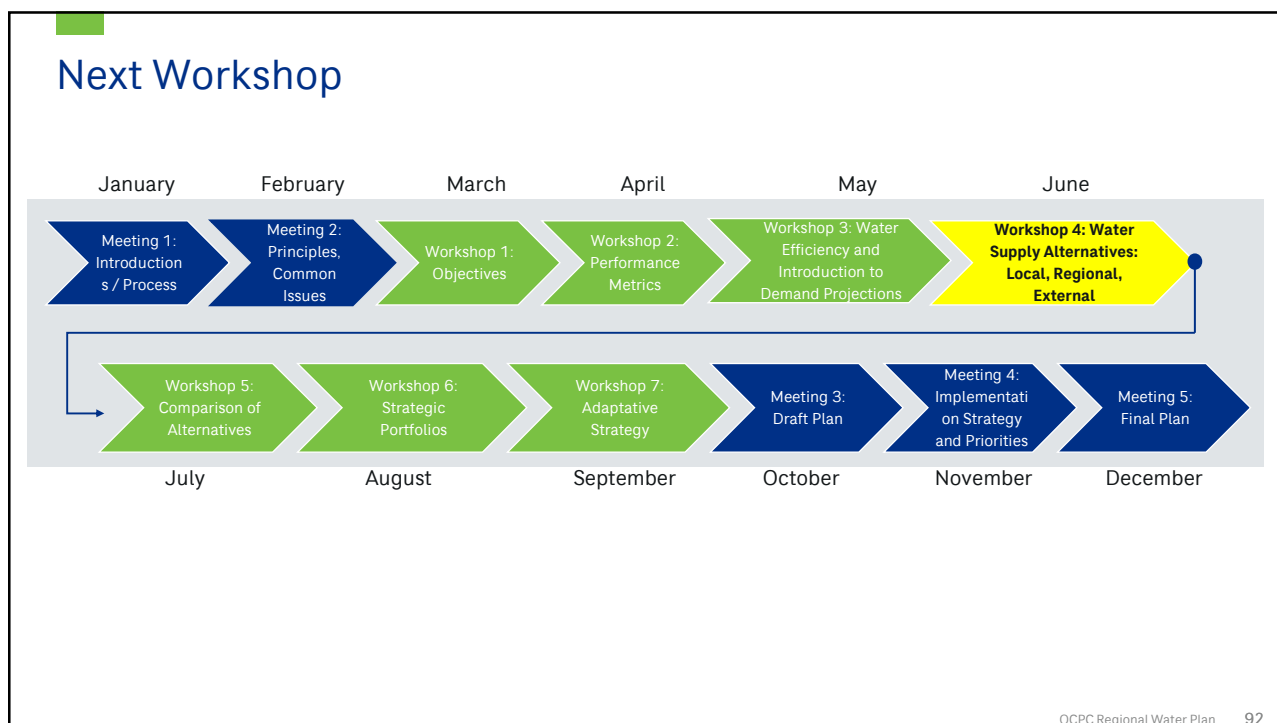 Next Workshop
January February March April May June
Meeting 1:
Introduction
s / Process
Meeting 2:
Principles,
Common
Issues
Workshop 1:
Objectives
Workshop 2:
Performance
Metrics
Workshop 3: Water
Efficiency and
Introduction to
Demand Projections
Workshop 4: Water
Supply Alternatives:
Local, Regional,
External
Workshop 5:
Comparison of
Alternatives
Workshop 6:
Strategic
Portfolios
Workshop 7:
Adaptative
Strategy
Meeting 3:
Draft Plan
Meeting 4:
Implementati
on Strategy
and Priorities
Meeting 5:
Final Plan
July August September October November December
OCPC Regional Water Plan 92